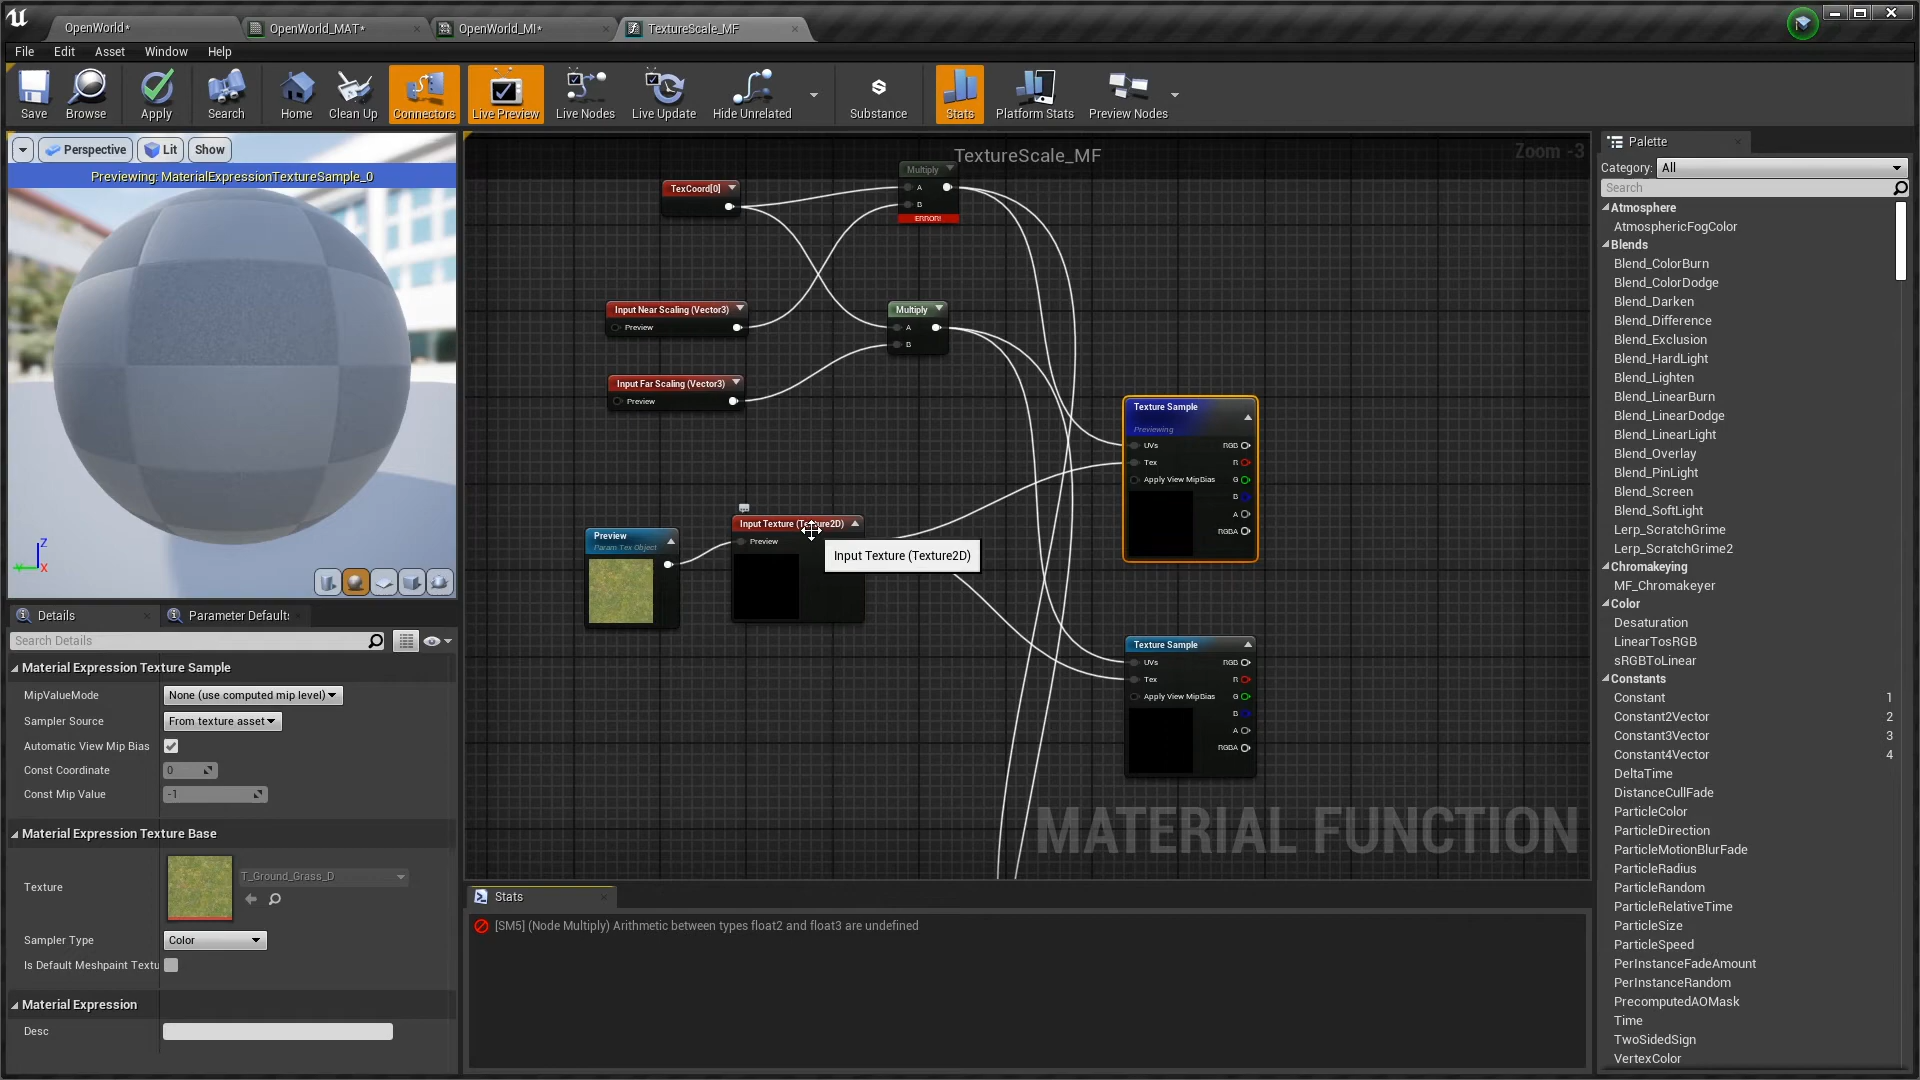 OpenWorld*
OpenWorld_MAT*
OpenWorld_MI*
TextureScale_MF
File Edit Asset Window Help
Save Browse Apply Search Home Clean Up Connectors Live Preview Live Nodes Live Update Hide Unrelated Substance Stats Platform Stats Preview Nodes
Perspective Lit Show
Previewing: MaterialExpressionTextureSample_0
Z
X
Details
Parameter Defaults
Search Details
Material Expression Texture Sample
MipValueMode None (use computed mip level)
Sampler Source From texture asset
Automatic View Mip Bias
Const Coordinate 0
Const Mip Value -1
Material Expression Texture Base
Texture T_Ground_Grass_D
Sampler Type Color
Is Default Meshpaint Textu
Material Expression
Desc
TextureScale_MF
Zoom -3
TexCoord[0]
Multiply
A
B
ERROR!
Input Near Scaling (Vector3)
Preview
Multiply
A
B
Input Far Scaling (Vector3)
Preview
Texture Sample
Previewing
UVs RGB
Tex R
Apply View MipBias G
B
A
RGBA
Preview
Param Tex Object
Input Texture (Texture2D)
Preview
Input Texture (Texture2D)
Texture Sample
UVs RGB
Tex R
Apply View MipBias G
B
A
RGBA
MATERIAL FUNCTION
Stats
[SM5] (Node Multiply) Arithmetic between types float2 and float3 are undefined
Palette
Category: All
Search
Atmosphere
AtmosphericFogColor
Blends
Blend_ColorBurn
Blend_ColorDodge
Blend_Darken
Blend_Difference
Blend_Exclusion
Blend_HardLight
Blend_Lighten
Blend_LinearBurn
Blend_LinearDodge
Blend_LinearLight
Blend_Overlay
Blend_PinLight
Blend_Screen
Blend_SoftLight
Lerp_ScratchGrime
Lerp_ScratchGrime2
Chromakeying
MF_Chromakeyer
Color
Desaturation
LinearTosRGB
sRGBToLinear
Constants
Constant 1
Constant2Vector 2
Constant3Vector 3
Constant4Vector 4
DeltaTime
DistanceCullFade
ParticleColor
ParticleDirection
ParticleMotionBlurFade
ParticleRadius
ParticleRandom
ParticleRelativeTime
ParticleSize
ParticleSpeed
PerInstanceFadeAmount
PerInstanceRandom
PrecomputedAOMask
Time
TwoSidedSign
VertexColor